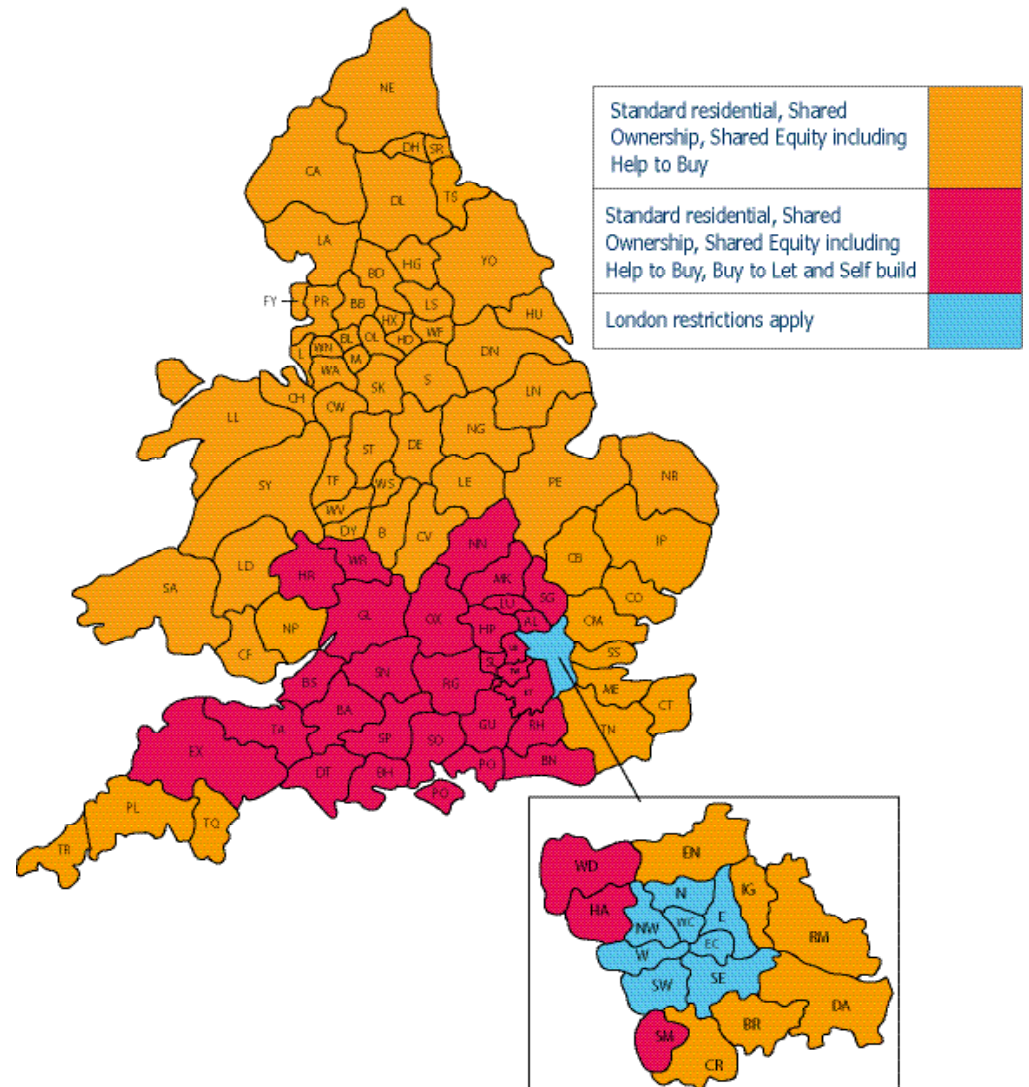 NE
Standard residential, Shared
Ownership, Shared Equity including
Help to Buy
Standard residential, Shared
Ownership, Shared Equity including
Help to Buy, Buy to Let and Self build
London restrictions apply
DH SR
CA
DL TS
LA
HG YO
BD
FY PR BB LS
HU
HX
BL OL HD WF
L WN
M
DN
WA
SK S
LN
CH
CW
LL
NG
ST DE
NR
TF WS LE PE
SY
WV
DY B CV
IP
NN
CB
LD
HR WR
MK
SA
SG
LU
CO
GL OX HP AL CM
NP
CF
SS
SN
SL
BS RG
ME
CT
BA
TA
GU RH TN
EX
SP SO
BN
DT BH PO
PO
PL
TQ
TR
EN
WD
IG
N
HA
NW WC E
RM
EC
W
SE
SW
DA
BR
SM
CR